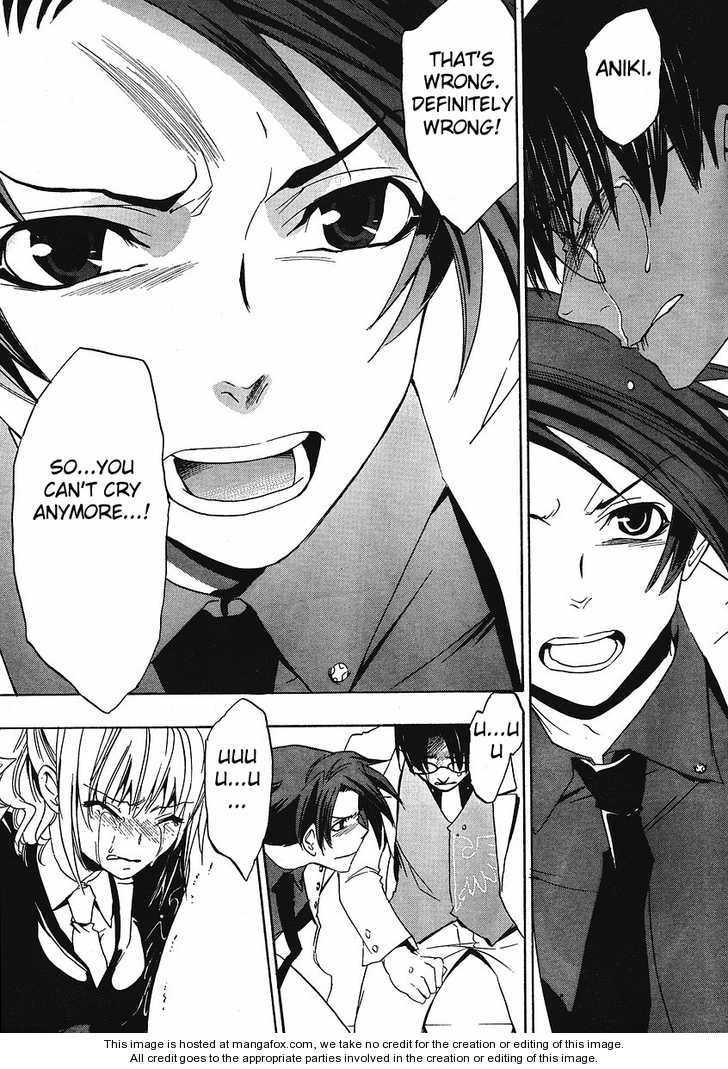 ANIKI.
THAT'S
WRONG.
DEFINITELY
WRONG!
SO...YOU
CAN'T CRY
ANYMORE...!
U...U
U
UUU
U...U
...
This image is hosted at mangafox.com, we take no credit for the creation or editing of this image.
All credit goes to the appropriate parties involved in the creation or editing of this image.